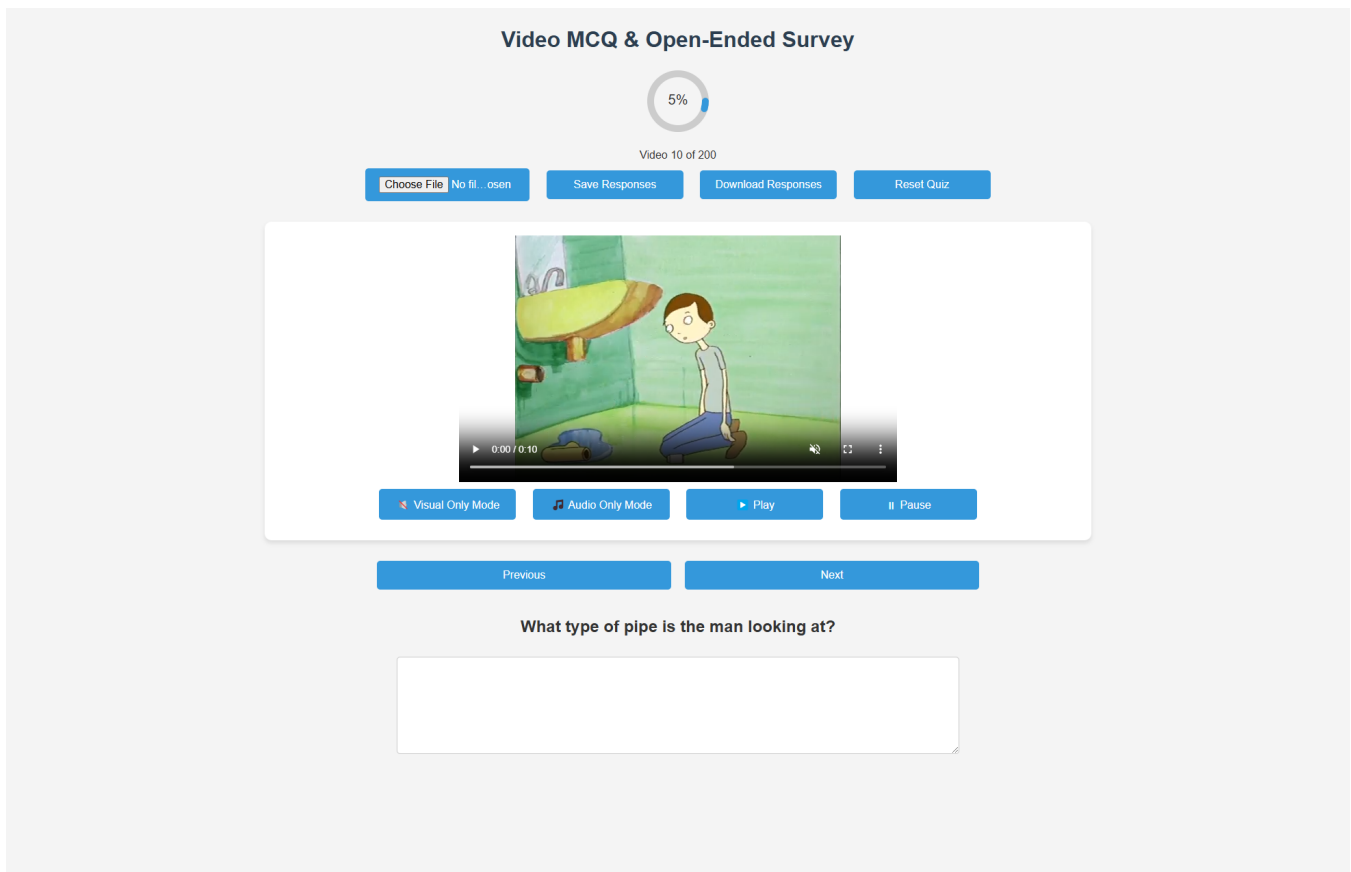 Video MCQ & Open-Ended Survey
5%
Video 10 of 200
Choose File No fil...osen
Save Responses
Download Responses
Reset Quiz
0:00 / 0:10
Visual Only Mode
Audio Only Mode
Play
Pause
Previous
Next
What type of pipe is the man looking at?